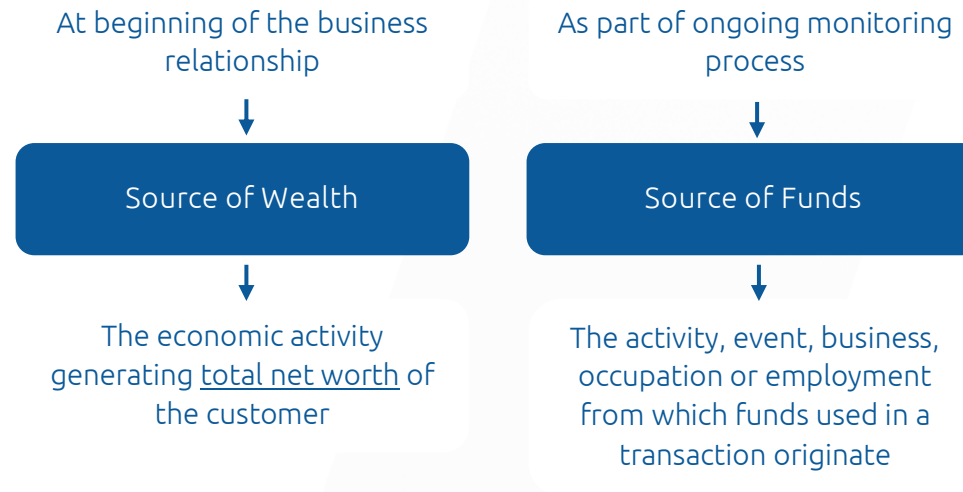 At beginning of the business
relationship
Source of Wealth
The economic activity
generating total net worth of
the customer
As part of ongoing monitoring
process
Source of Funds
The activity, event, business,
occupation or employment
from which funds used in a
transaction originate